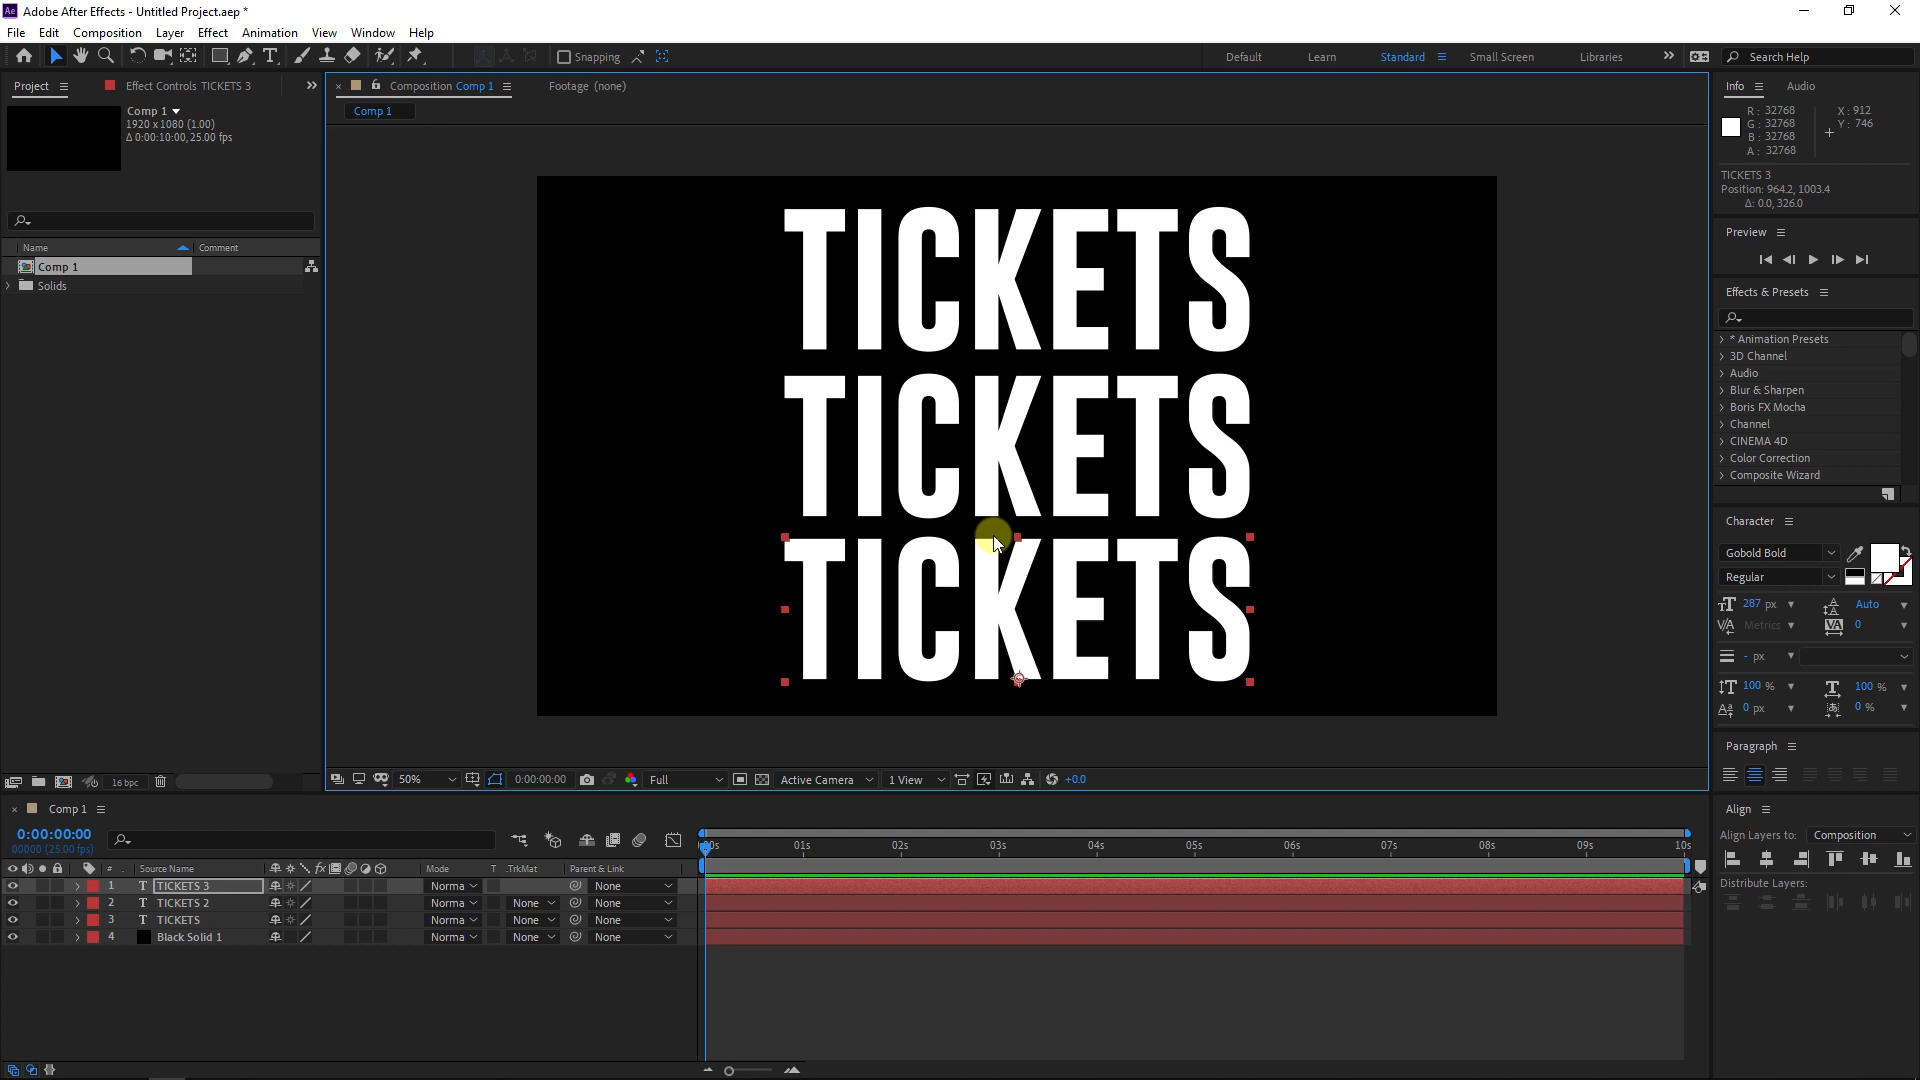 Adobe After Effects - Untitled Project.aep *
File Edit Composition Layer Effect Animation View Window Help
Snapping
Default Learn Standard Small Screen Libraries
Search Help
Project Effect Controls TICKETS 3
Comp 1
1920 x 1080 (1.00)
Δ 0:00:10:00, 25.00 fps
Name Comment
Comp 1
Solids
16 bpc
Composition Comp 1 Footage (none)
Comp 1
TICKETS
TICKETS
TICKETS
50% 0:00:00:00 Full Active Camera 1 View +0.0
Info Audio
R: 32768
G: 32768
B: 32768
A: 32768
X: 912
Y: 746
TICKETS 3
Position: 964.2, 1003.4
Δ: 0.0, 326.0
Preview
Effects & Presets
* Animation Presets
3D Channel
Audio
Blur & Sharpen
Boris FX Mocha
Channel
CINEMA 4D
Color Correction
Composite Wizard
Character
Gobold Bold
Regular
287 px Auto
Metrics 0
- px
100 % 100 %
0 px 0 %
Paragraph
Align
Align Layers to: Composition
Distribute Layers:
Comp 1
0:00:00:00
00000 (25.00 fps)
# Source Name Mode T .TrkMat Parent & Link
1 T TICKETS 3 Norma None
2 T TICKETS 2 Norma None None
3 T TICKETS Norma None None
4 Black Solid 1 Norma None None
00s 01s 02s 03s 04s 05s 06s 07s 08s 09s 10s